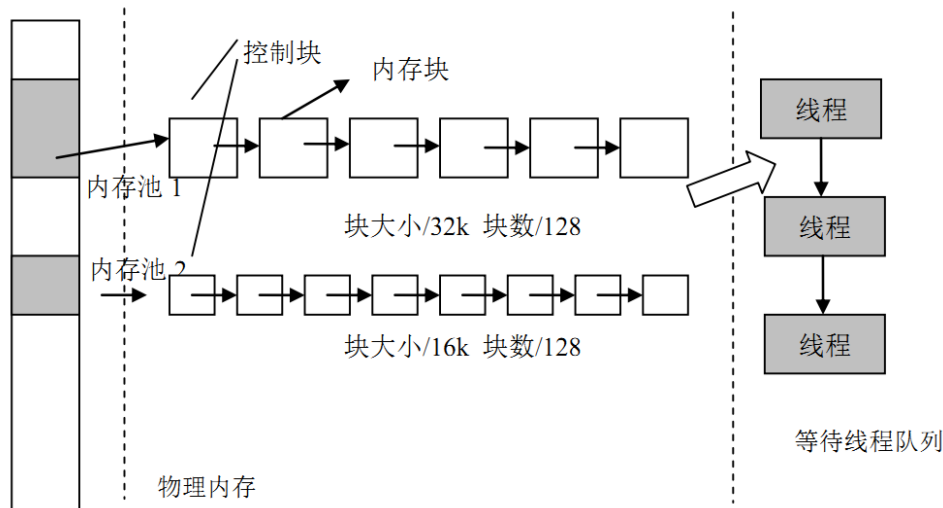 控制块
内存块
线程
内存池 1
块大小/32k 块数/128
线程
内存池 2
块大小/16k 块数/128
线程
等待线程队列
物理内存